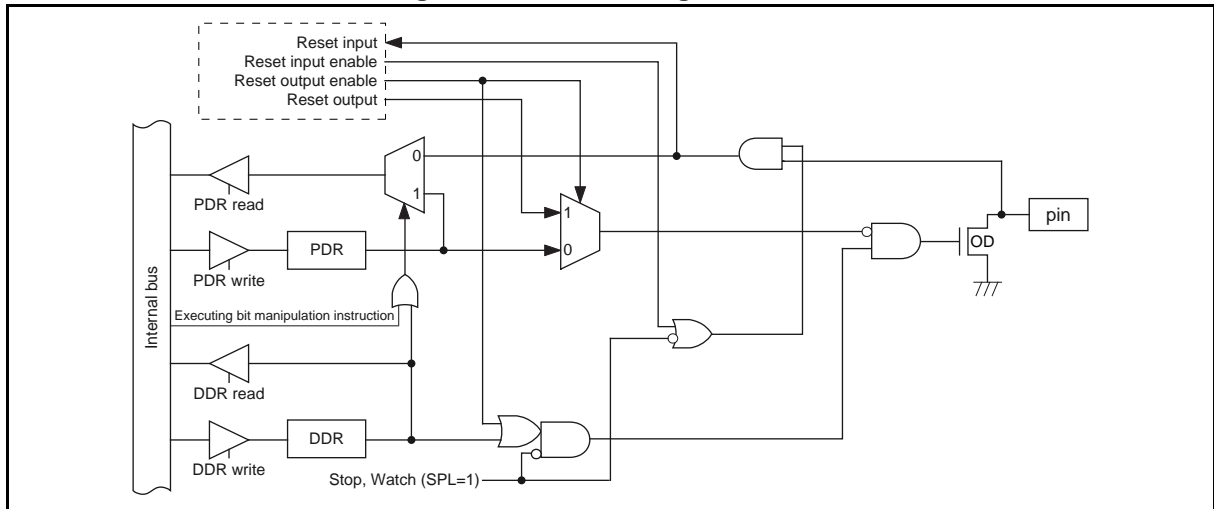 Reset input
Reset input enable
Reset output enable
Reset output
0
1
PDR read
1
0
pin
OD
PDR
PDR write
Internal bus
Executing bit manipulation instruction
DDR read
DDR
DDR write
Stop, Watch (SPL=1)